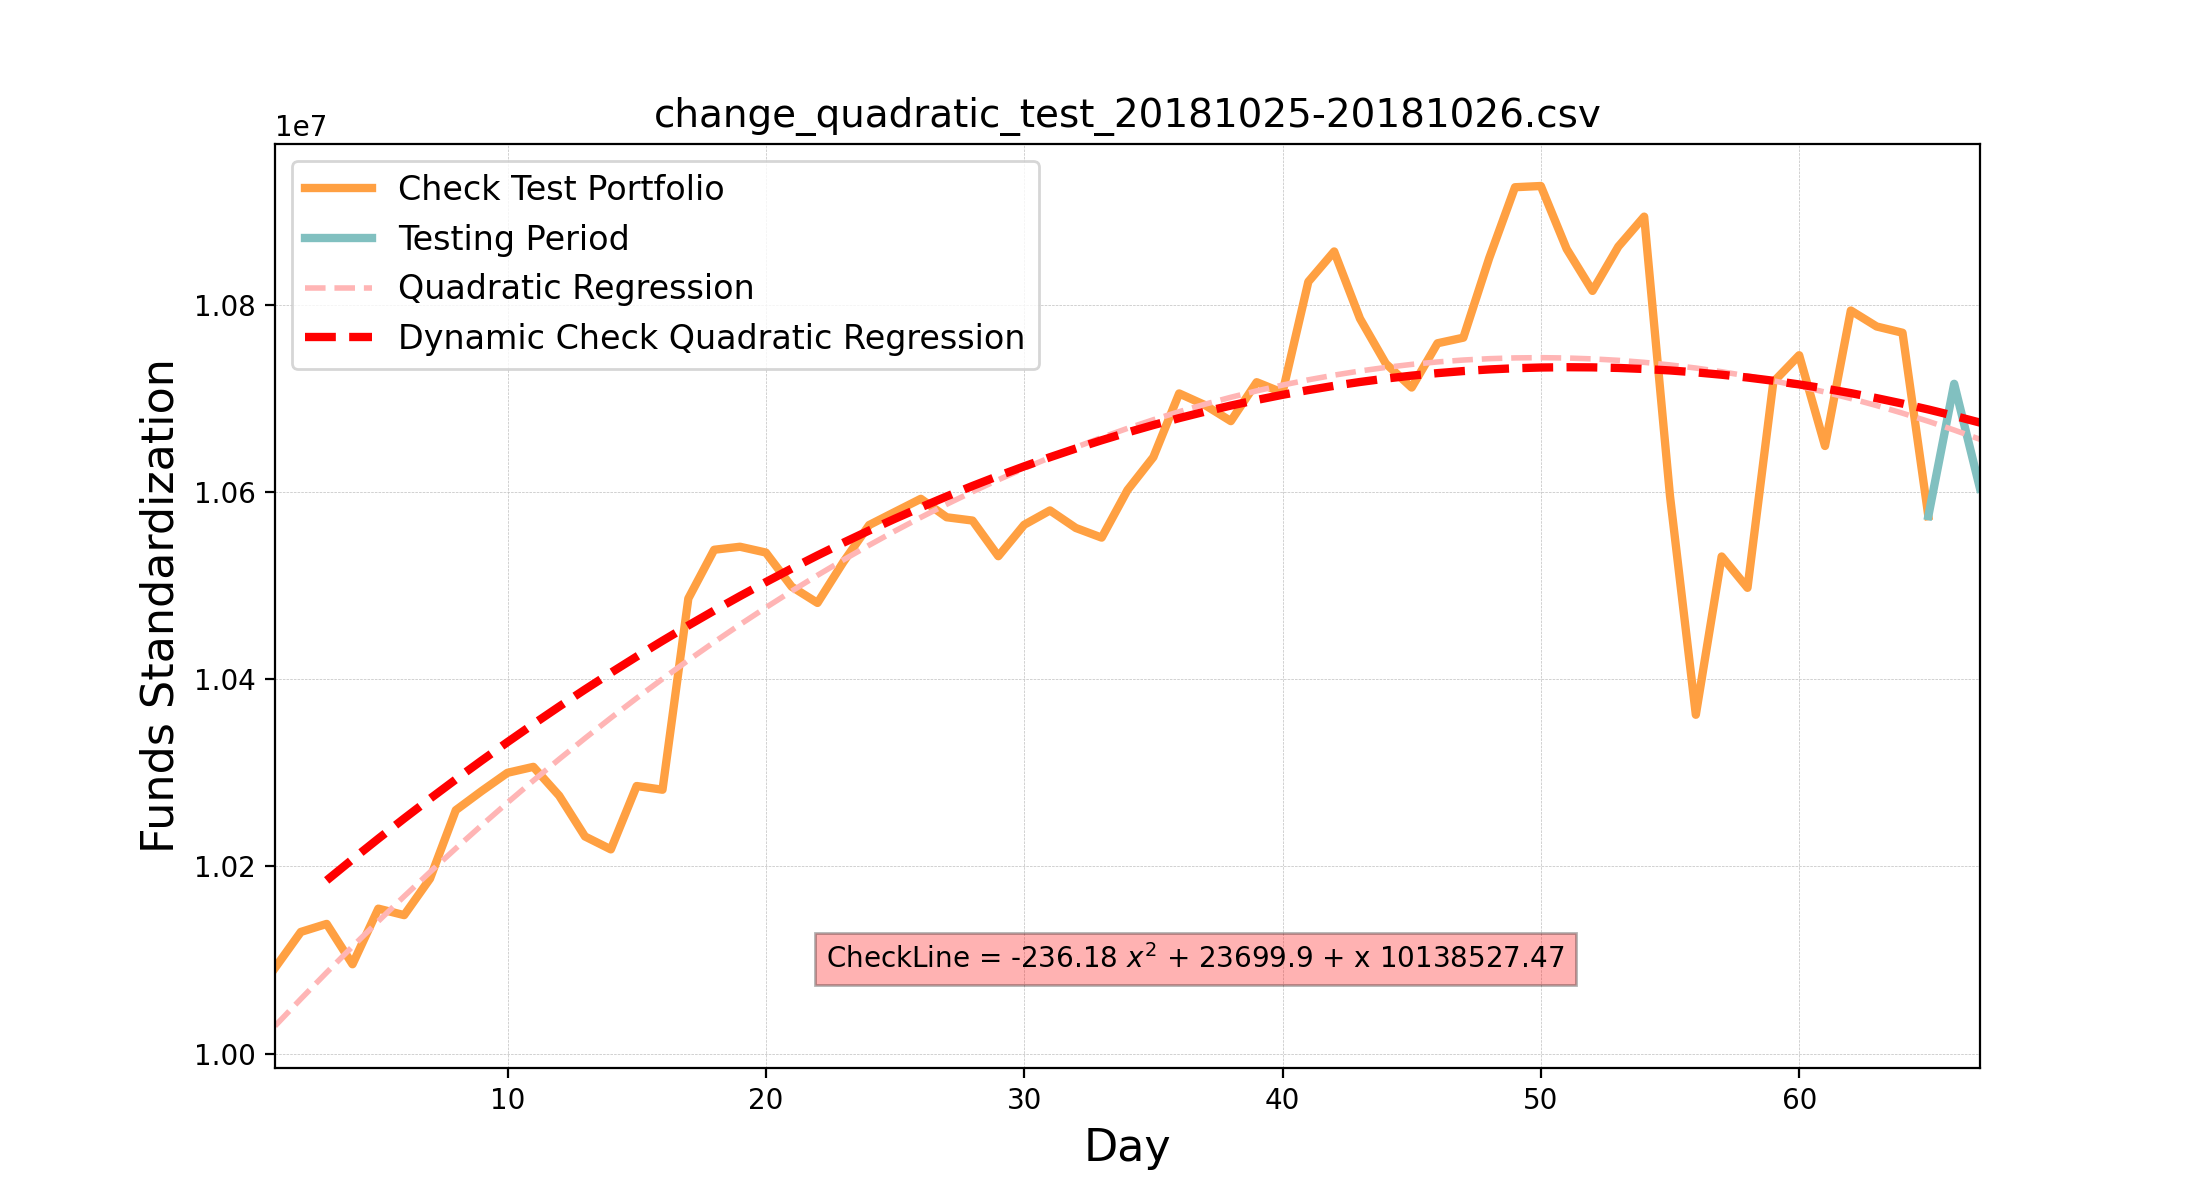 change_quadratic_test_20181025-20181026.csv
1e7
Check Test Portfolio
Testing Period
Quadratic Regression
Dynamic Check Quadratic Regression
1.08
1.06
1.04
1.02
1.00
Funds Standardization
CheckLine = -236.18 x² + 23699.9 + x 10138527.47
10 20 30 40 50 60
Day